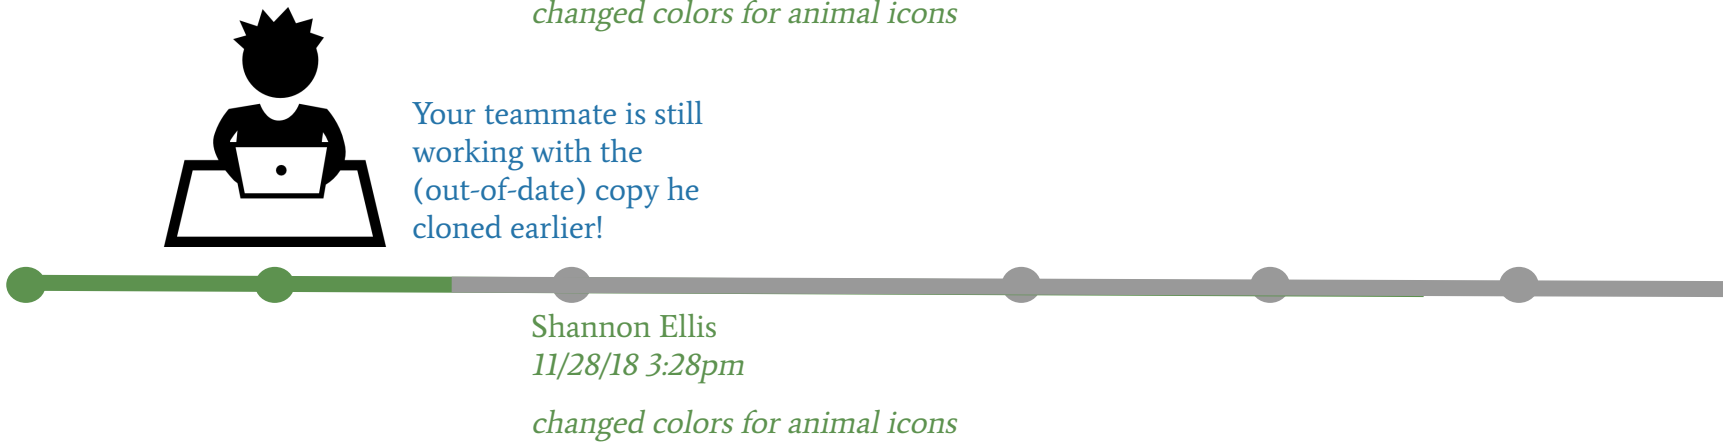 changed colors for animal icons
Your teammate is still
working with the
(out-of-date) copy he
cloned earlier!
Shannon Ellis
11/28/18 3:28pm
changed colors for animal icons